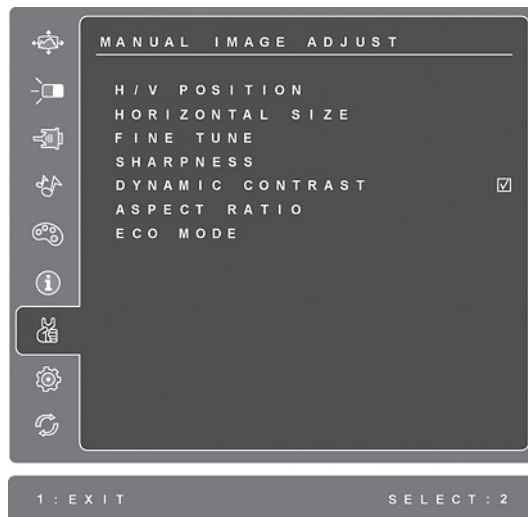 MANUAL IMAGE ADJUST
H/V POSITION
HORIZONTAL SIZE
FINE TUNE
SHARPNESS
DYNAMIC CONTRAST
ASPECT RATIO
ECO MODE
1:EXIT SELECT:2